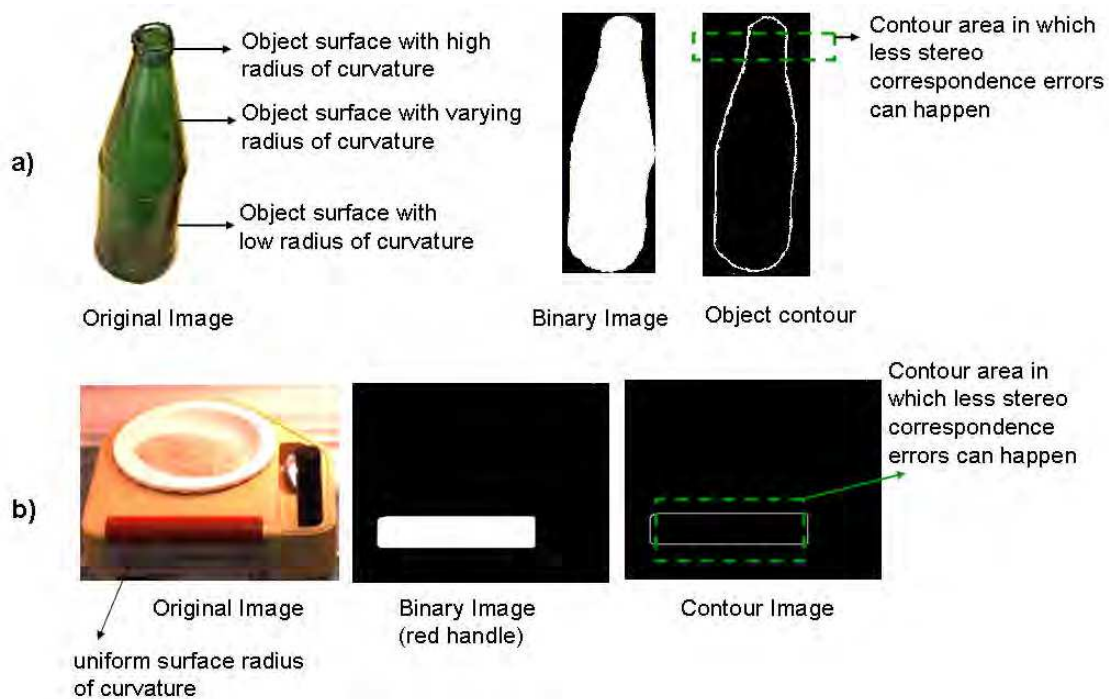 a)
Object surface with high
radius of curvature
Object surface with varying
radius of curvature
Object surface with
low radius of curvature
Original Image
Binary Image
Object contour
Contour area in which
less stereo
correspondence errors
can happen
b)
Original Image
uniform surface radius
of curvature
Binary Image
(red handle)
Contour Image
Contour area in
which less stereo
correspondence
errors can happen